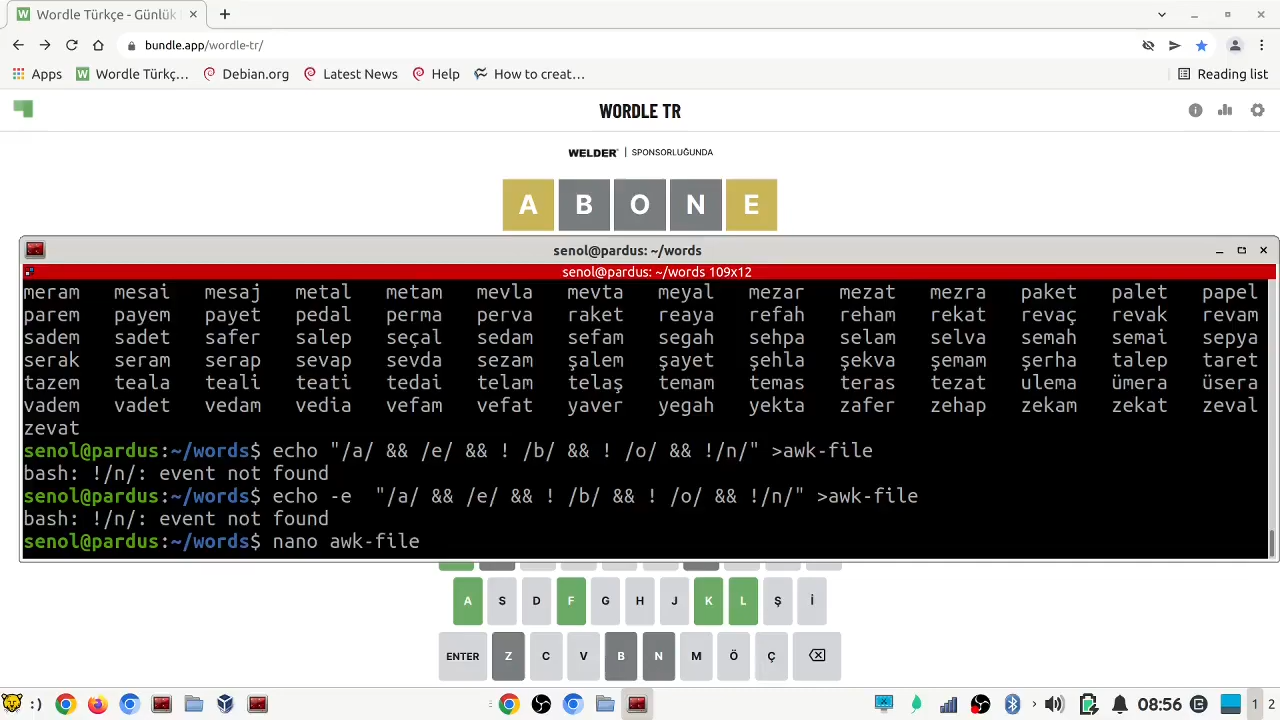 Wordle Türkçe - Günlük
bundle.app/wordle-tr/
Apps Wordle Türkç... Debian.org Latest News Help How to creat... Reading list
WORDLE TR
WELDER | SPONSORLUĞUNDA
A B O N E
senol@pardus: ~/words
senol@pardus: ~/words 109x12
meram mesai mesaj metal metam mevla mevta meyal mezar mezat mezra paket palet papel
parem payem payet pedal perma perva raket reaya refah reham rekat revaç revak revam
sadem sadet safer salep seçal sedam sefam segah sehpa selam selva semah semai sepya
serak seram serap sevap sevda sezam şalem şayet şehla şekva şemam şerha talep taret
tazem teala teali teati tedai telam telaş temam temas teras tezat ulema ümera üsera
vadem vadet vedam vedia vefam vefat yaver yegah yekta zafer zehap zekam zekat zeval
zevat
senol@pardus:~/words$ echo "/a/ && /e/ && ! /b/ && ! /o/ && !/n/" >awk-file
bash: !/n/: event not found
senol@pardus:~/words$ echo -e  "/a/ && /e/ && ! /b/ && ! /o/ && !/n/" >awk-file
bash: !/n/: event not found
senol@pardus:~/words$ nano awk-file
A S D F G H J K L Ş İ
ENTER Z C V B N M Ö Ç
:) 08:56 1 2